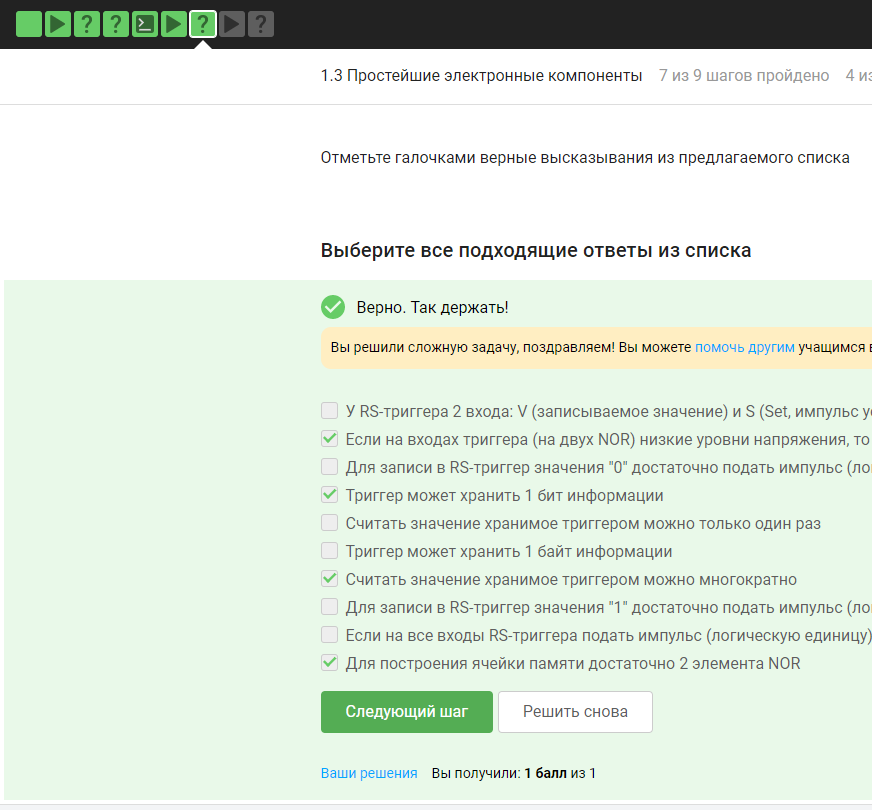 1.3 Простейшие электронные компоненты 7 из 9 шагов пройдено 4 из
Отметьте галочками верные высказывания из предлагаемого списка
Выберите все подходящие ответы из списка
Верно. Так держать!
Вы решили сложную задачу, поздравляем! Вы можете помочь другим учащимся в
У RS-триггера 2 входа: V (записываемое значение) и S (Set, импульс
Если на входах триггера (на двух NOR) низкие уровни напряжения, то
Для записи в RS-триггер значения "0" достаточно подать импульс
Триггер может хранить 1 бит информации
Считать значение хранимое триггером можно только один раз
Триггер может хранить 1 байт информации
Считать значение хранимое триггером можно многократно
Для записи в RS-триггер значения "1" достаточно подать импульс
Если на все входы RS-триггера подать импульс (логическую единицу)
Для построения ячейки памяти достаточно 2 элемента NOR
Следующий шаг Решить снова
Ваши решения Вы получили: 1 балл из 1